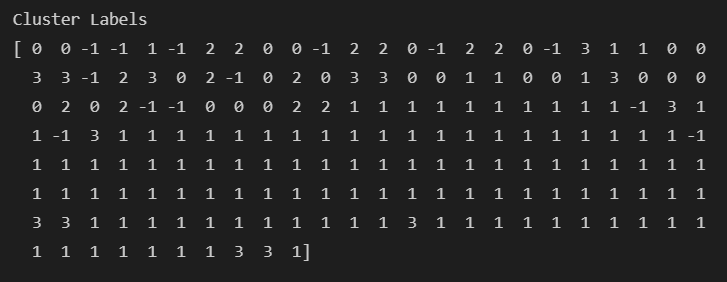 Cluster Labels
[ 0  0 -1 -1  1 -1  2  2  0  0 -1  2  2  0 -1  2  2  0 -1  3  1  1  0  0
  3  3 -1  2  3  0  2 -1  0  2  0  3  3  0  0  1  1  0  0  1  3  0  0  0
  0  2  0  2 -1 -1  0  0  0  2  2  1  1  1  1  1  1  1  1  1  1 -1  3  1
  1 -1  3  1  1  1  1  1  1  1  1  1  1  1  1  1  1  1  1  1  1  1  1 -1
  1  1  1  1  1  1  1  1  1  1  1  1  1  1  1  1  1  1  1  1  1  1  1  1
  1  1  1  1  1  1  1  1  1  1  1  1  1  1  1  1  1  1  1  1  1  1  1  1
  3  3  1  1  1  1  1  1  1  1  1  1  1  3  1  1  1  1  1  1  1  1  1  1
  1  1  1  1  1  1  1  3  3  1]